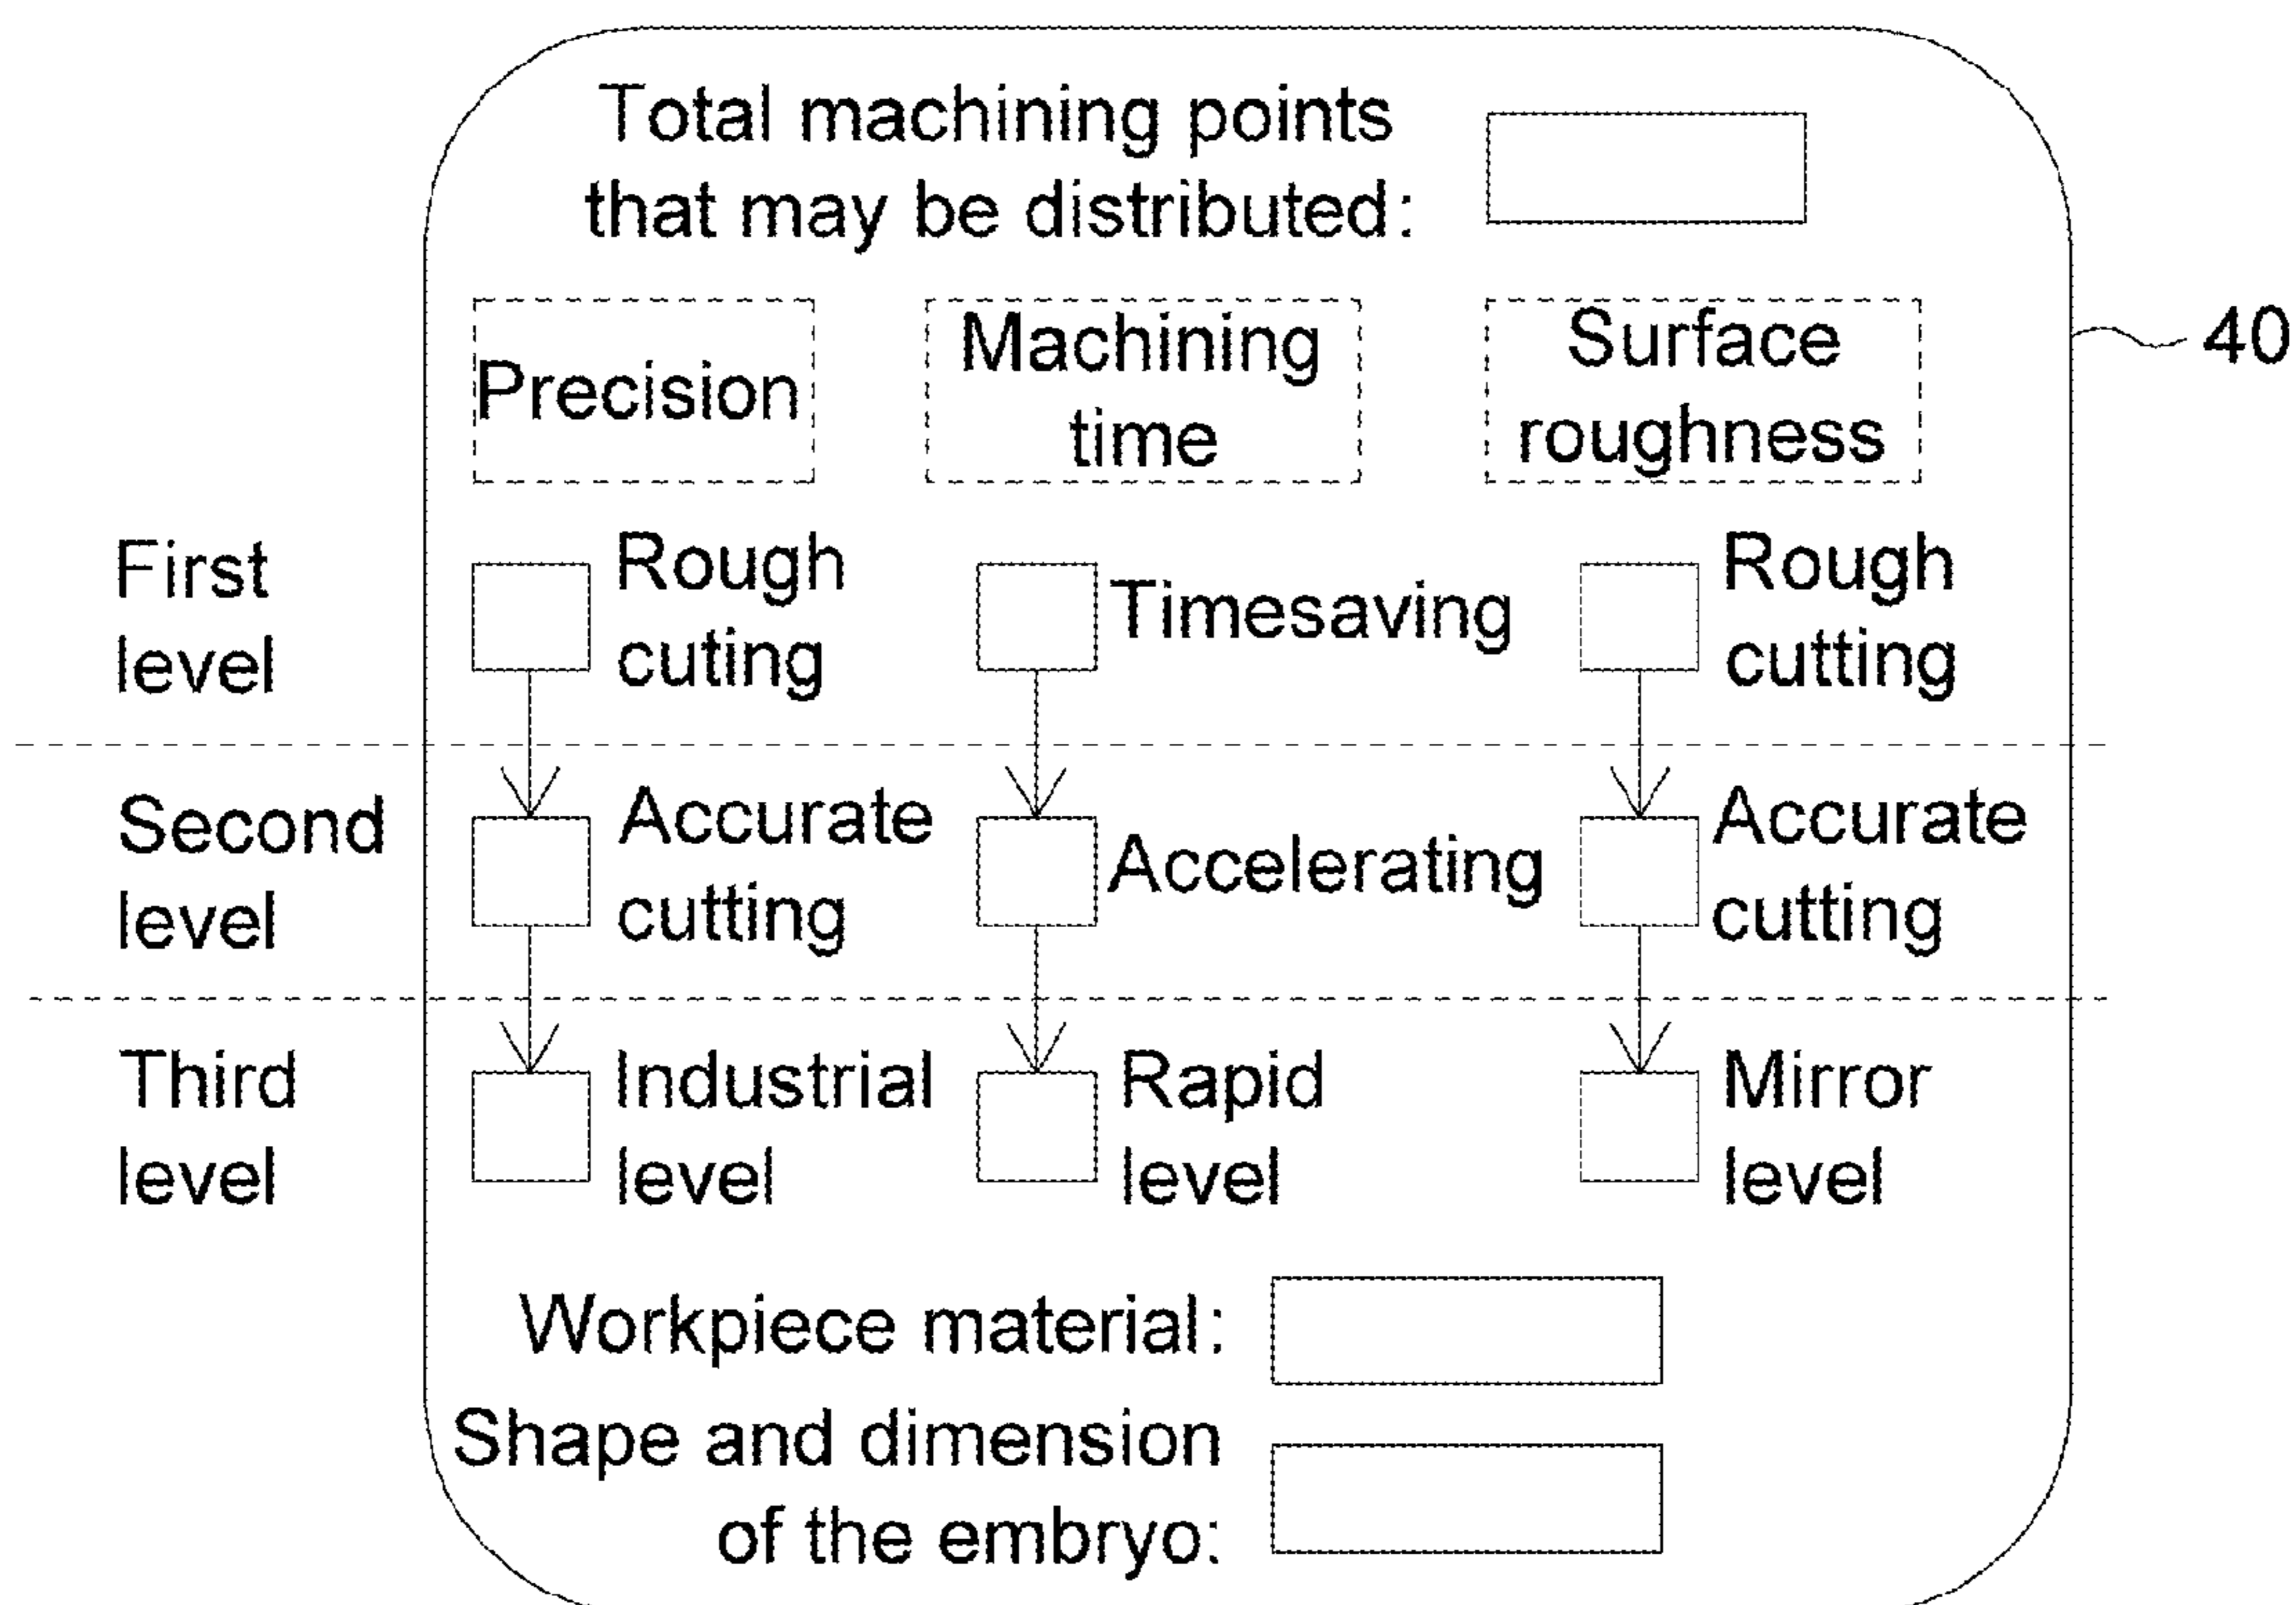 Total machining points
that may be distributed:
Precision
Machining
time
Surface
roughness
40
First
level
Rough
cuting
Timesaving
Rough
cutting
Second
level
Accurate
cutting
Accelerating
Accurate
cutting
Third
level
Industrial
level
Rapid
level
Mirror
level
Workpiece material:
Shape and dimension
of the embryo: